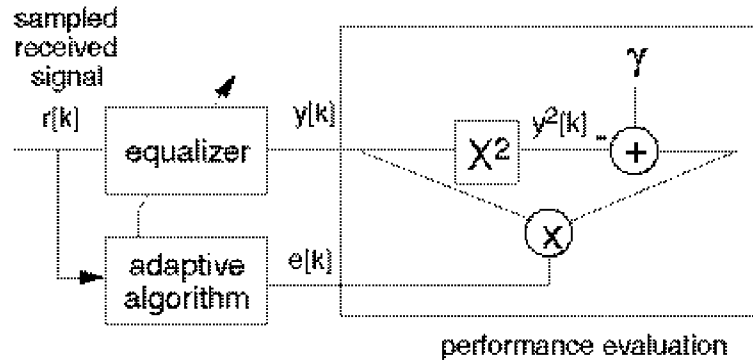 sampled
received
signal
r[k]
equalizer
y[k]
X²
y²[k]
-
γ
+
X
adaptive
algorithm
e[k]
performance evaluation